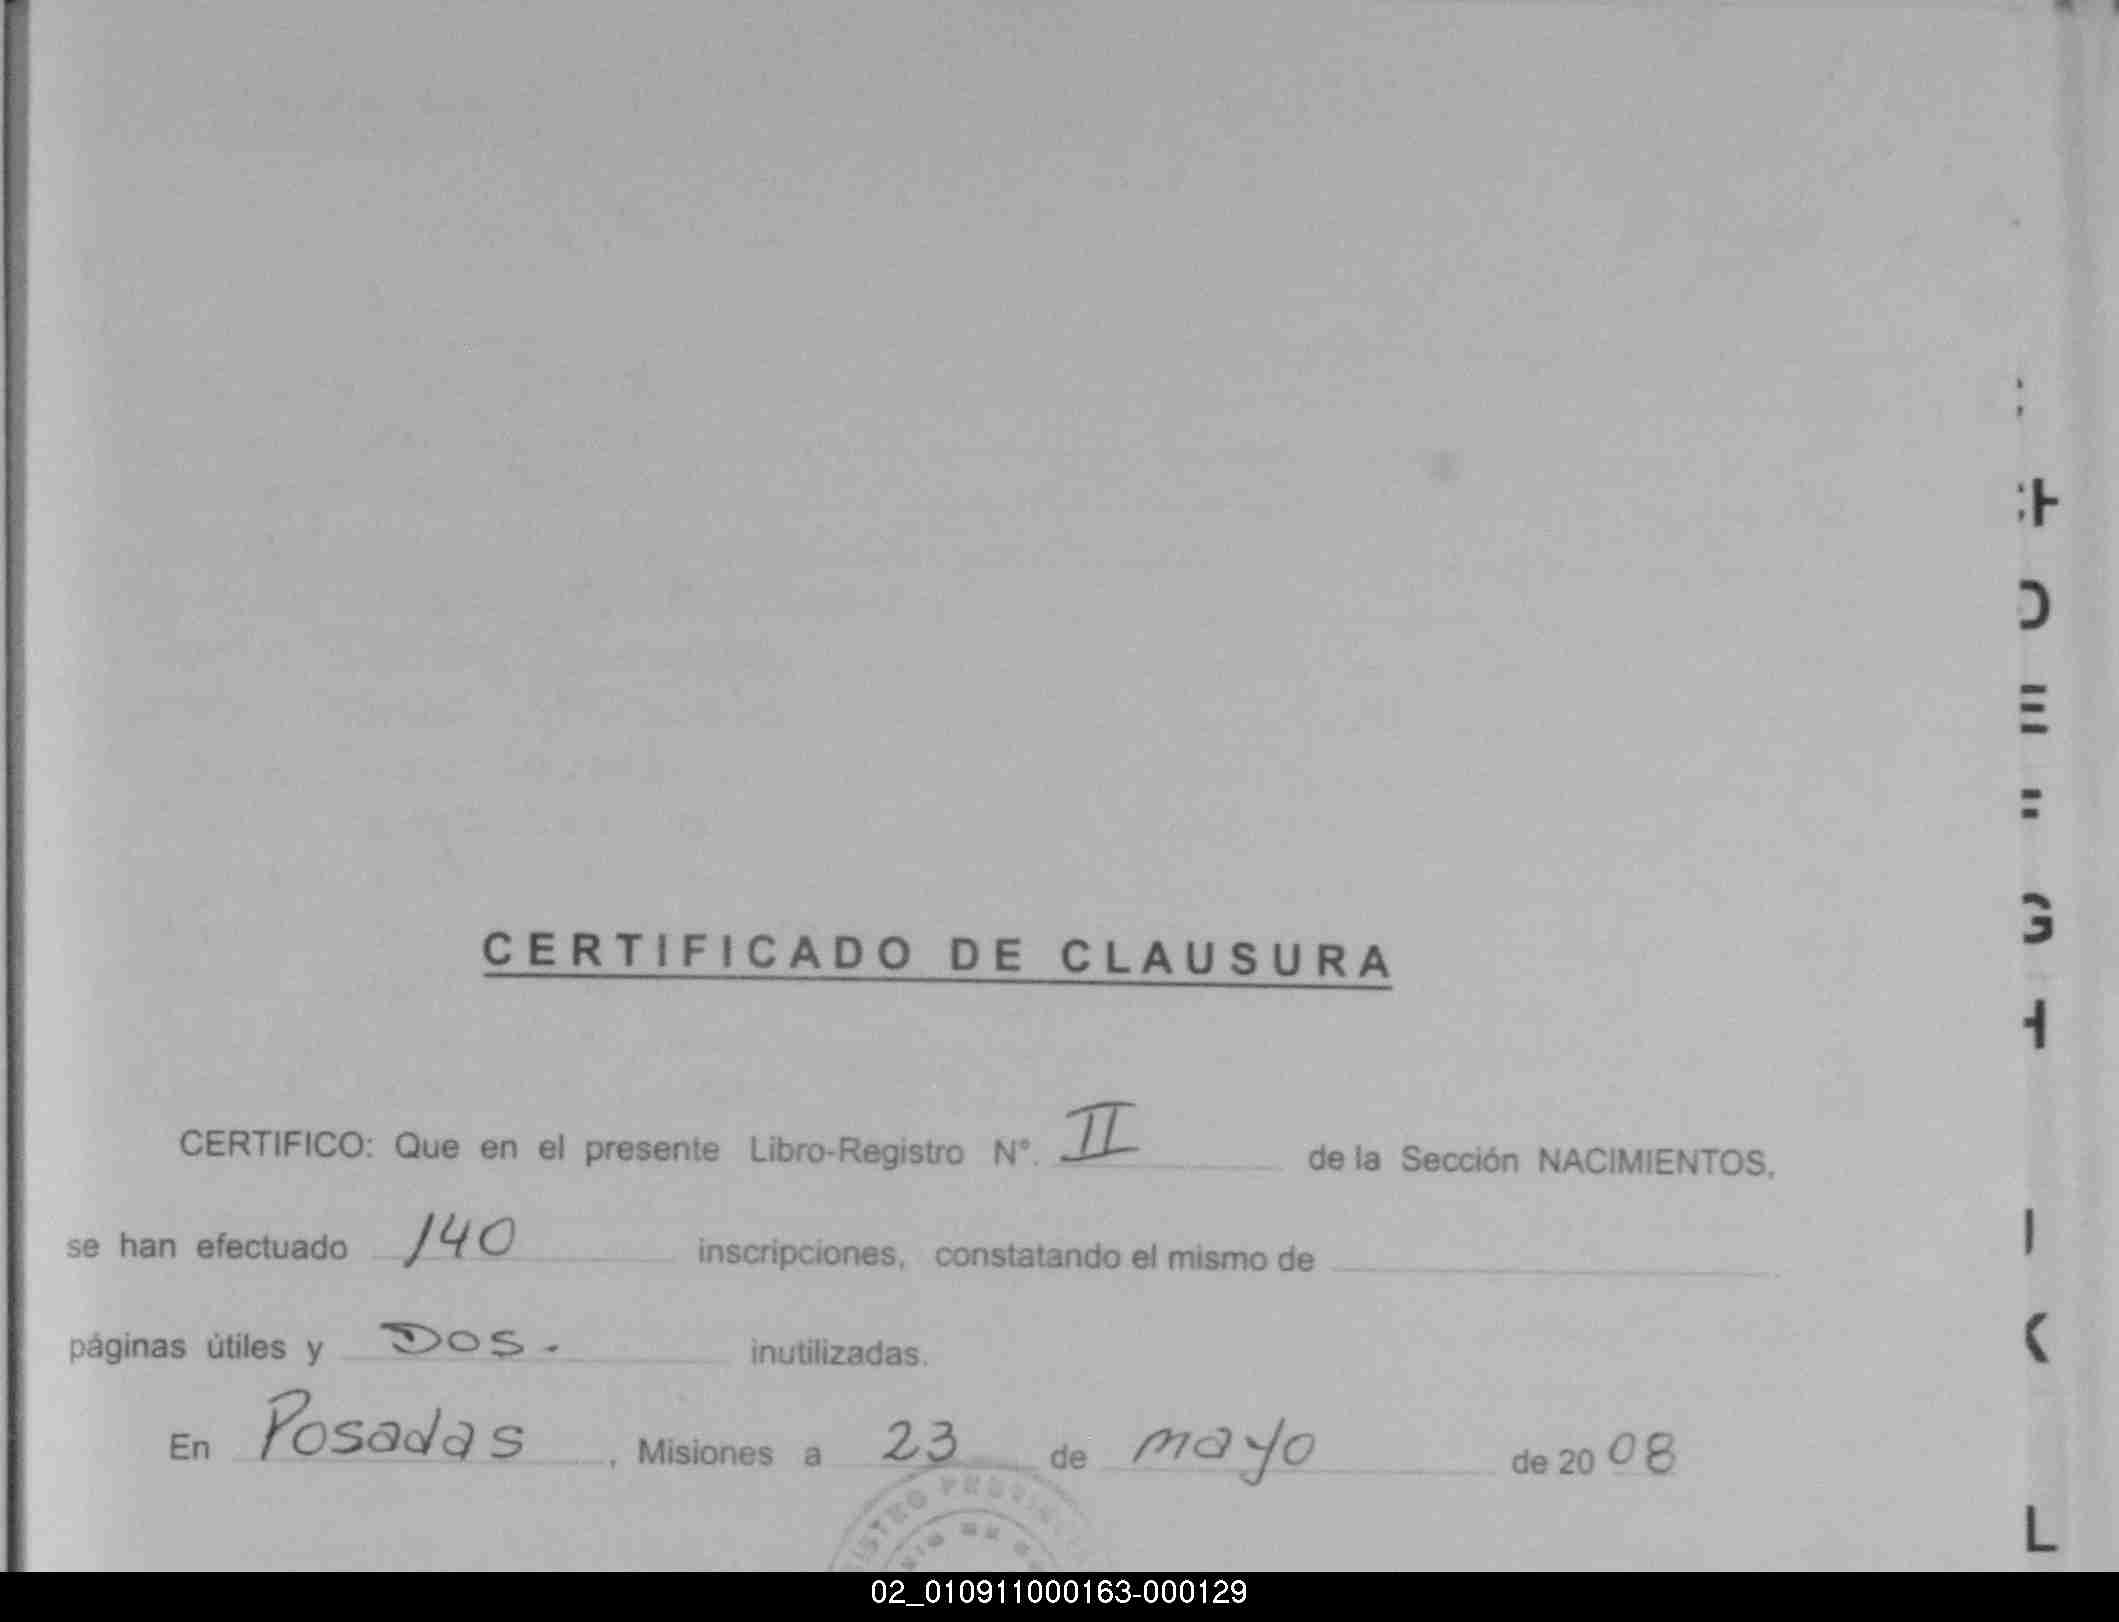 CERTIFICADO DE CLAUSURA
CERTIFICO: Que en el presente Libro-Registro N°. II de la Sección NACIMIENTOS,
se han efectuado 140 inscripciones, constatando el mismo de
páginas útiles y Dos. inutilizadas.
En Posadas, Misiones a 23 de mayo de 2008
D
E
F
G
H
I
K
L
02_010911000163-000129